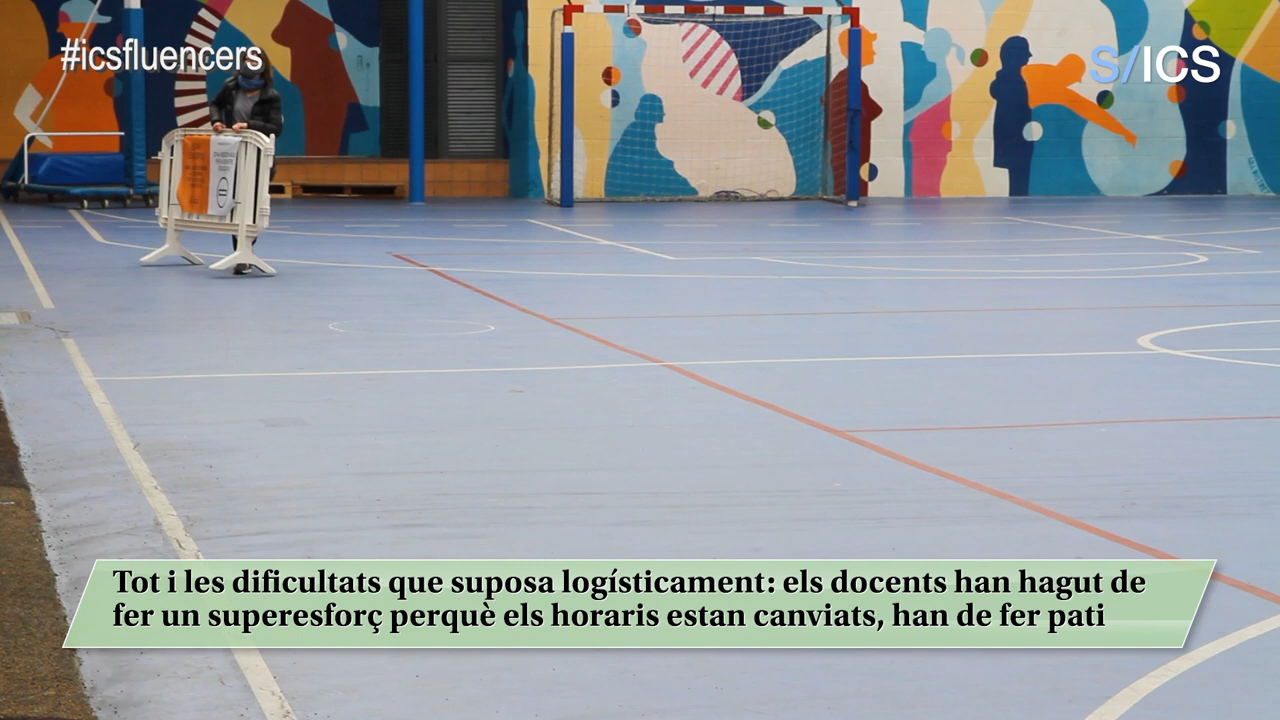 #icsfluencers
S/ICS
Tot i les dificultats que suposa logísticament: els docents han hagut de
fer un superesforç perquè els horaris estan canviats, han de fer pati